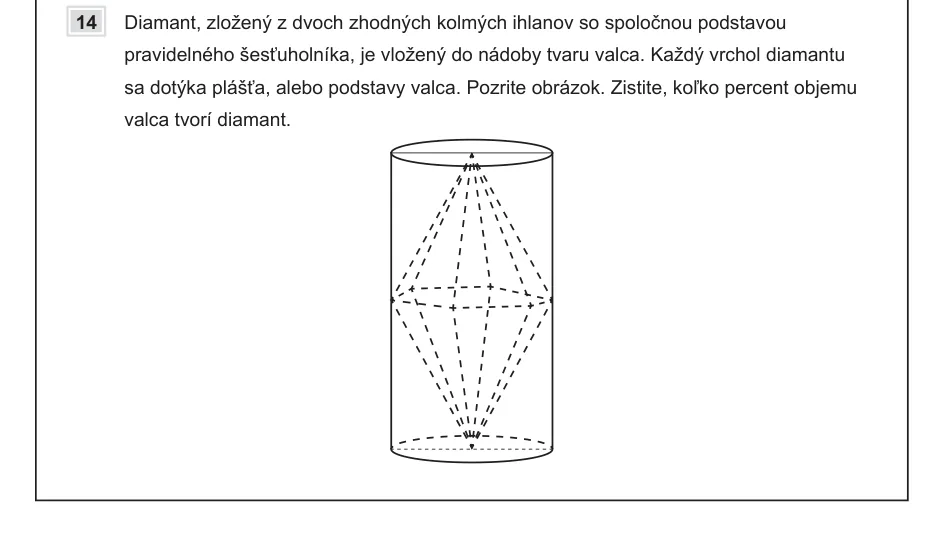 14 Diamant, zložený z dvoch zhodných kolmých ihlanov so spoločnou podstavou
pravidelného šesťuholníka, je vložený do nádoby tvaru valca. Každý vrchol diamantu
sa dotýka plášťa, alebo podstavy valca. Pozrite obrázok. Zistite, koľko percent objemu
valca tvorí diamant.